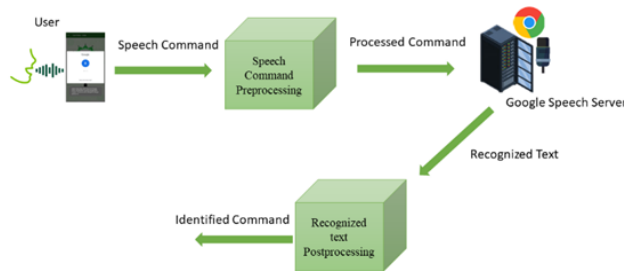 User
Speech Command
Processed Command
Speech
Command
Preprocessing
Google Speech Server
Recognized Text
Identified Command
Recognized
text
Postprocessing